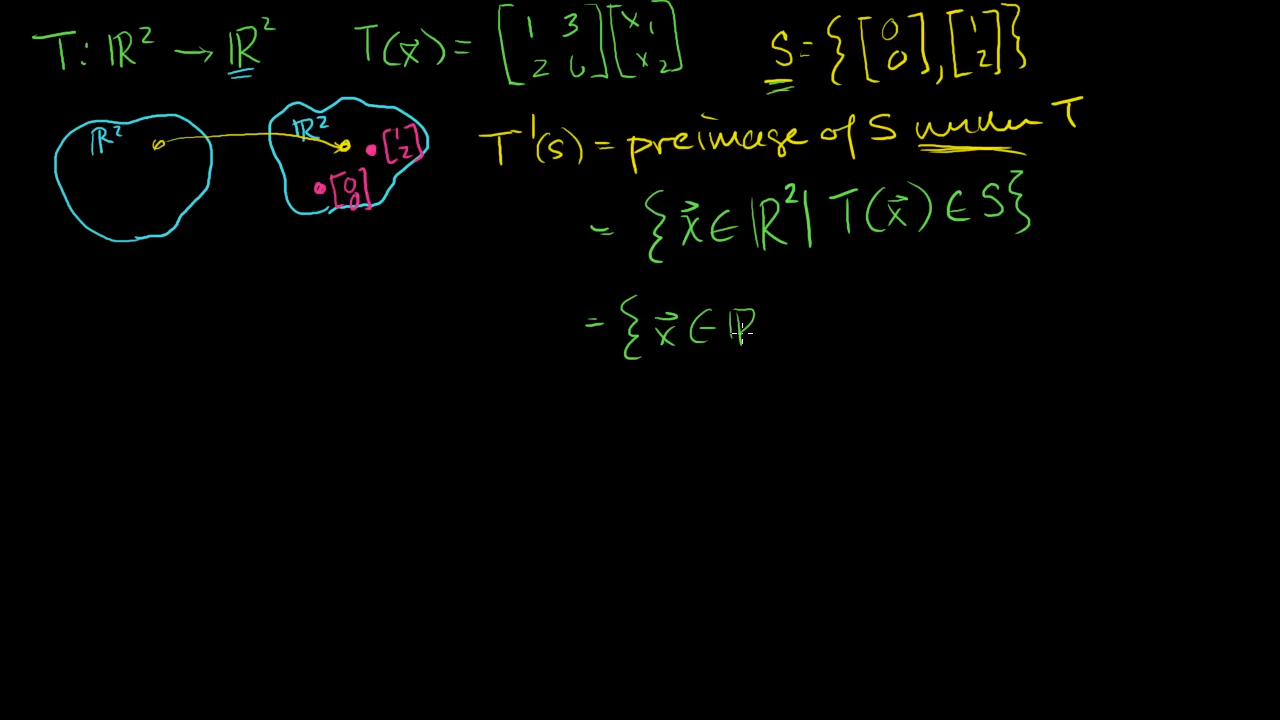 T: ℝ² → ℝ²   T(x⃗) = [1 3; 2 6][x₁; x₂]   S = {[0; 0], [1; 2]}
ℝ²   ℝ²   [1; 2]
[0; 0]
T⁻¹(S) = preimage of S under T
= {x⃗ ∈ ℝ² | T(x⃗) ∈ S}
= {x⃗ ∈ ℝ